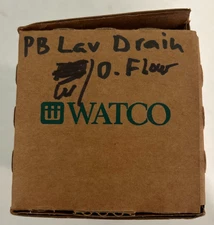 PB Lav Drain
W/ O. Flow
WATCO